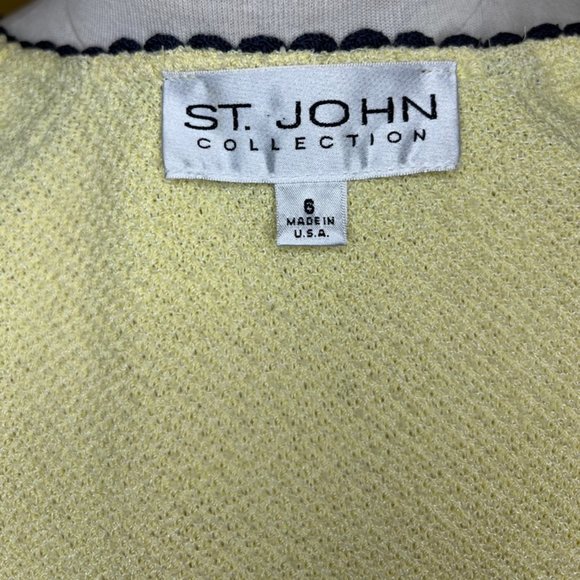 ST. JOHN
COLLECTION
6
MADE IN
U.S.A.